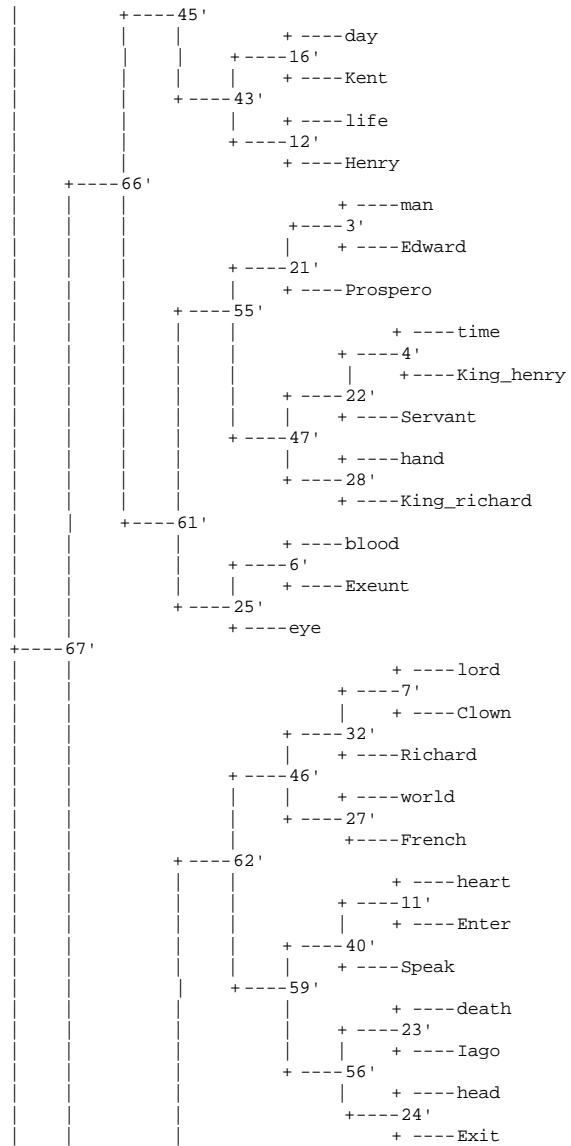 |                  + ----45'
|                  |      |                  + ----day
|                  |      |           + ----16'
|                  |      |           |      + ----Kent
|                  |      + ----43'
|                  |                  |      + ----life
|                  |                  + ----12'
|                  |                         + ----Henry
|           + ----66'
|           |      |                                + ----man
|           |      |                         + ----3'
|           |      |                         |      + ----Edward
|           |      |                  + ----21'
|           |      |                  |      + ----Prospero
|           |      |           + ----55'
|           |      |           |      |                    + ----time
|           |      |           |      |             + ----4'
|           |      |           |      |             |      +----King_henry
|           |      |           |      |      + ----22'
|           |      |           |      |      |      + ----Servant
|           |      |           |      + ----47'
|           |      |           |             |      + ----hand
|           |      |           |             + ----28'
|           |      |           |                    + ----King_richard
|           |      + ----61'
|           |                  |             + ----blood
|           |                  |      + ----6'
|           |                  |      |      + ----Exeunt
|           |                  + ----25'
|           |                         + ----eye
+----67'
|      |                                                  + ----lord
|      |                                           + ----7'
|      |                                           |      + ----Clown
|      |                                    + ----32'
|      |                                    |      + ----Richard
|      |                             + ----46'
|      |                             |      |      + ----world
|      |                             |      + ----27'
|      |                             |             +----French
|      |                      + ----62'
|      |                      |      |                    + ----heart
|      |                      |      |             + ----11'
|      |                      |      |             |      + ----Enter
|      |                      |      |      + ----40'
|      |                      |      |      |      + ----Speak
|      |                      |      + ----59'
|      |                      |             |             + ----death
|      |                      |             |      + ----23'
|      |                      |             |      |      + ----Iago
|      |                      |             + ----56'
|      |                      |                    |      + ----head
|      |                      |                    +----24'
|      |                      |                           + ----Exit